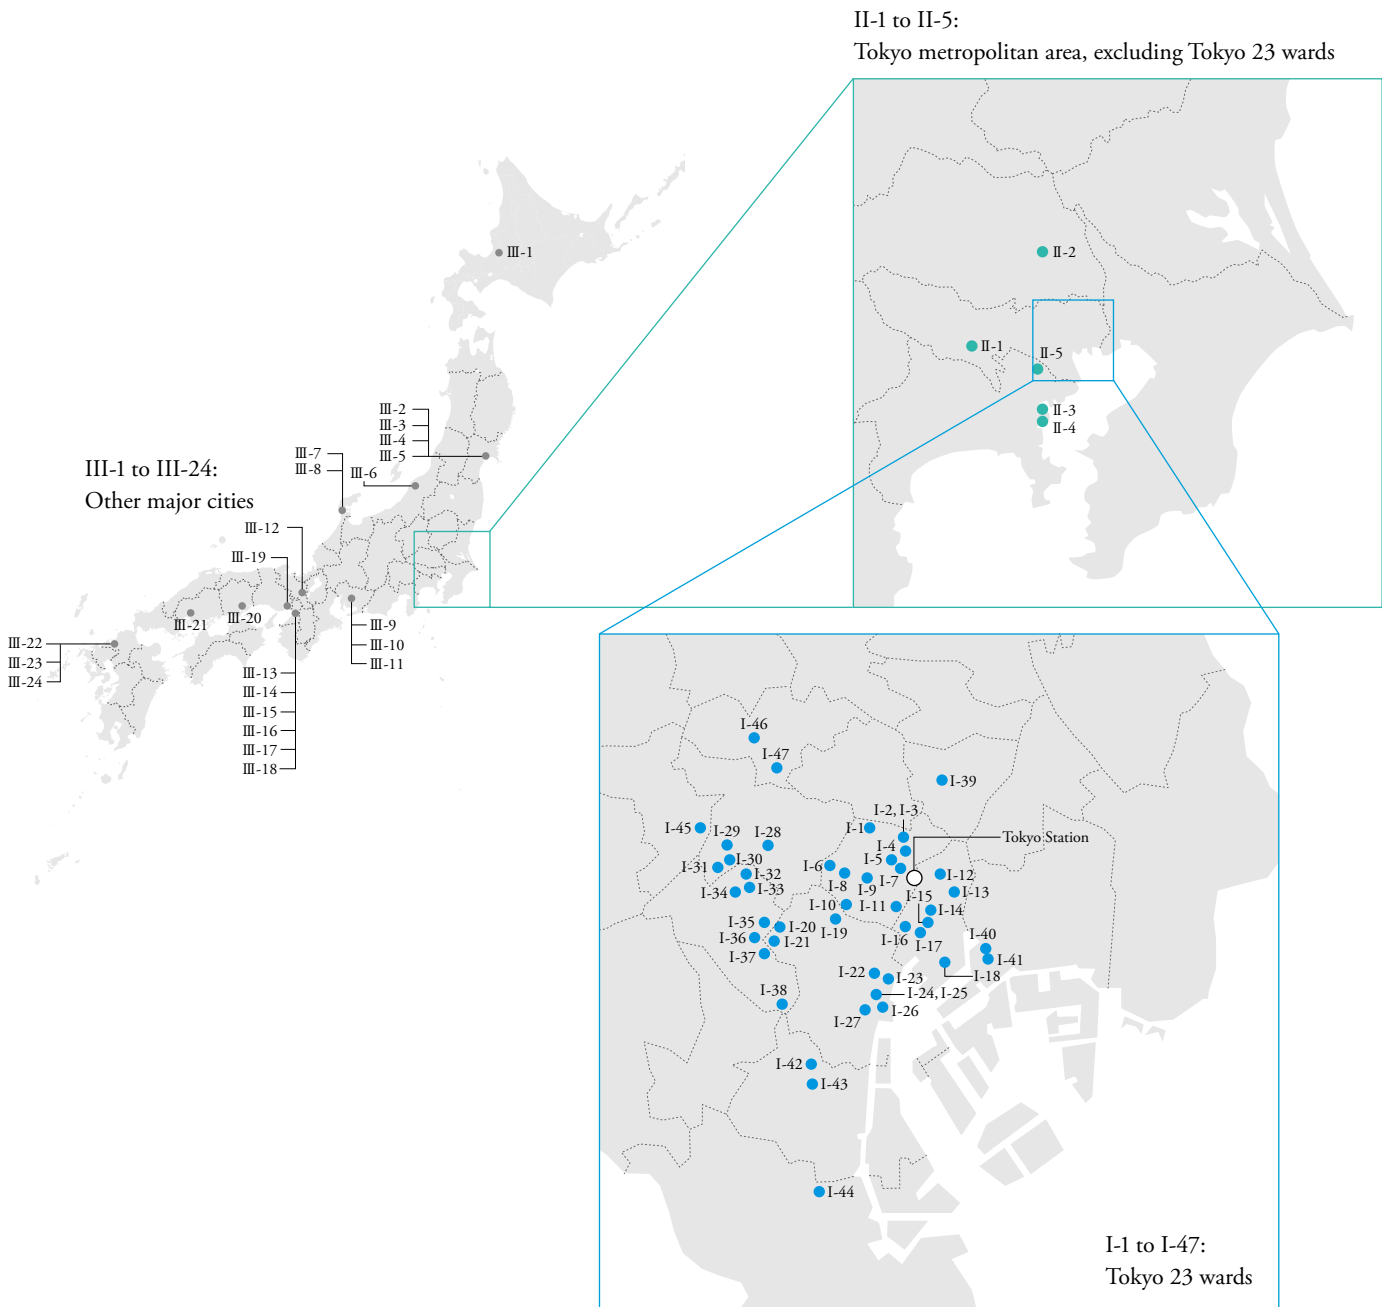 II-1 to II-5:
Tokyo metropolitan area, excluding Tokyo 23 wards
Ⅲ-1
Ⅱ-2
Ⅱ-1
Ⅱ-5
Ⅱ-3
Ⅱ-4
Ⅲ-2
Ⅲ-3
Ⅲ-4
Ⅲ-5
Ⅲ-7
Ⅲ-8
Ⅲ-6
III-1 to III-24:
Other major cities
Ⅲ-12
Ⅲ-19
Ⅲ-20
Ⅲ-21
Ⅲ-9
Ⅲ-10
Ⅲ-11
Ⅲ-22
Ⅲ-23
Ⅲ-24
Ⅲ-13
Ⅲ-14
Ⅲ-15
Ⅲ-16
Ⅲ-17
Ⅲ-18
I-46
I-47
I-39
I-2, I-3
I-1
I-45
I-29
I-28
I-4
Tokyo Station
I-5
I-30
I-31
I-6
I-7
I-32
I-8
I-9
I-12
I-33
I-34
I-13
I-15
I-10
I-11
I-14
I-35
I-20
I-19
I-16
I-17
I-36
I-21
I-40
I-37
I-41
I-22
I-23
I-18
I-38
I-24, I-25
I-26
I-27
I-42
I-43
I-44
I-1 to I-47:
Tokyo 23 wards